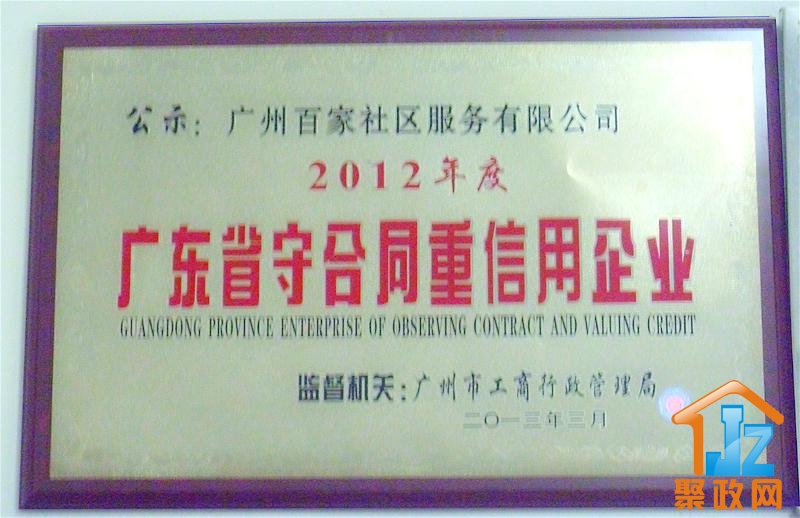 公示：广州百家社区服务有限公司
2012年度
广东省守合同重信用企业
GUANGDONG PROVINCE ENTERPRISE OF OBSERVING CONTRACT AND VALUING CREDIT
监督机关：广州市工商行政管理局
二〇一三年三月
JZ
聚政网